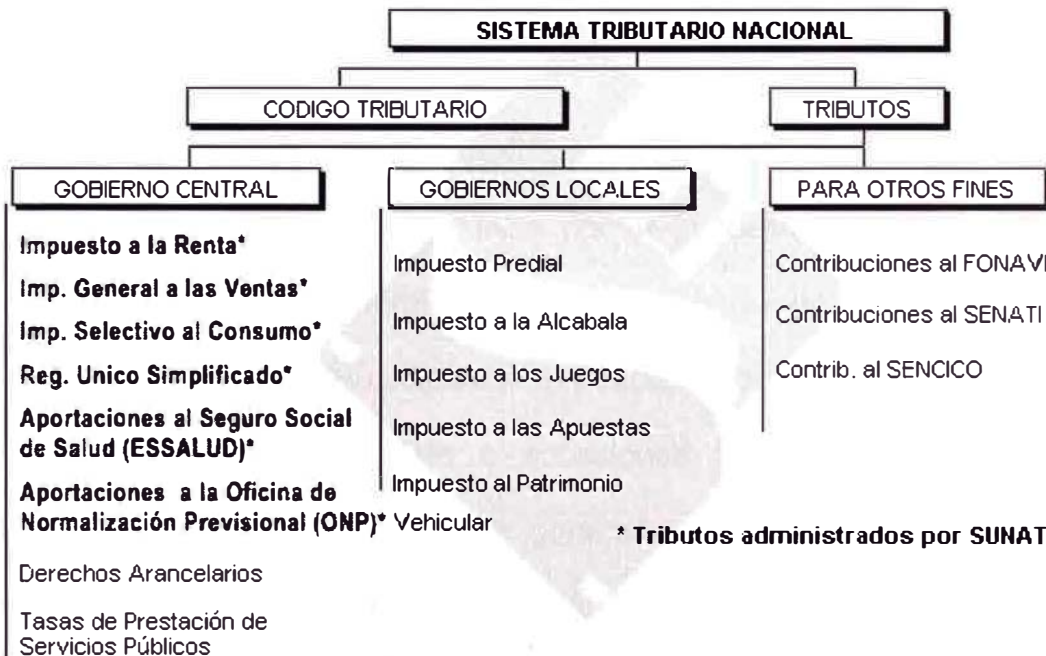 SISTEMA TRIBUTARIO NACIONAL
CODIGO TRIBUTARIO
TRIBUTOS
GOBIERNO CENTRAL
Impuesto a la Renta*
Imp. General a las Ventas*
Imp. Selectivo al Consumo*
Reg. Unico Simplificado*
Aportaciones al Seguro Social
de Salud (ESSALUD)*
Aportaciones a la Oficina de
Normalización Previsional (ONP)*
Derechos Arancelarios
Tasas de Prestación de
Servicios Públicos
GOBIERNOS LOCALES
Impuesto Predial
Impuesto a la Alcabala
Impuesto a los Juegos
Impuesto a las Apuestas
Impuesto al Patrimonio
Vehicular
PARA OTROS FINES
Contribuciones al FONAVI
Contribuciones al SENATI
Contrib. al SENCICO
* Tributos administrados por SUNAT